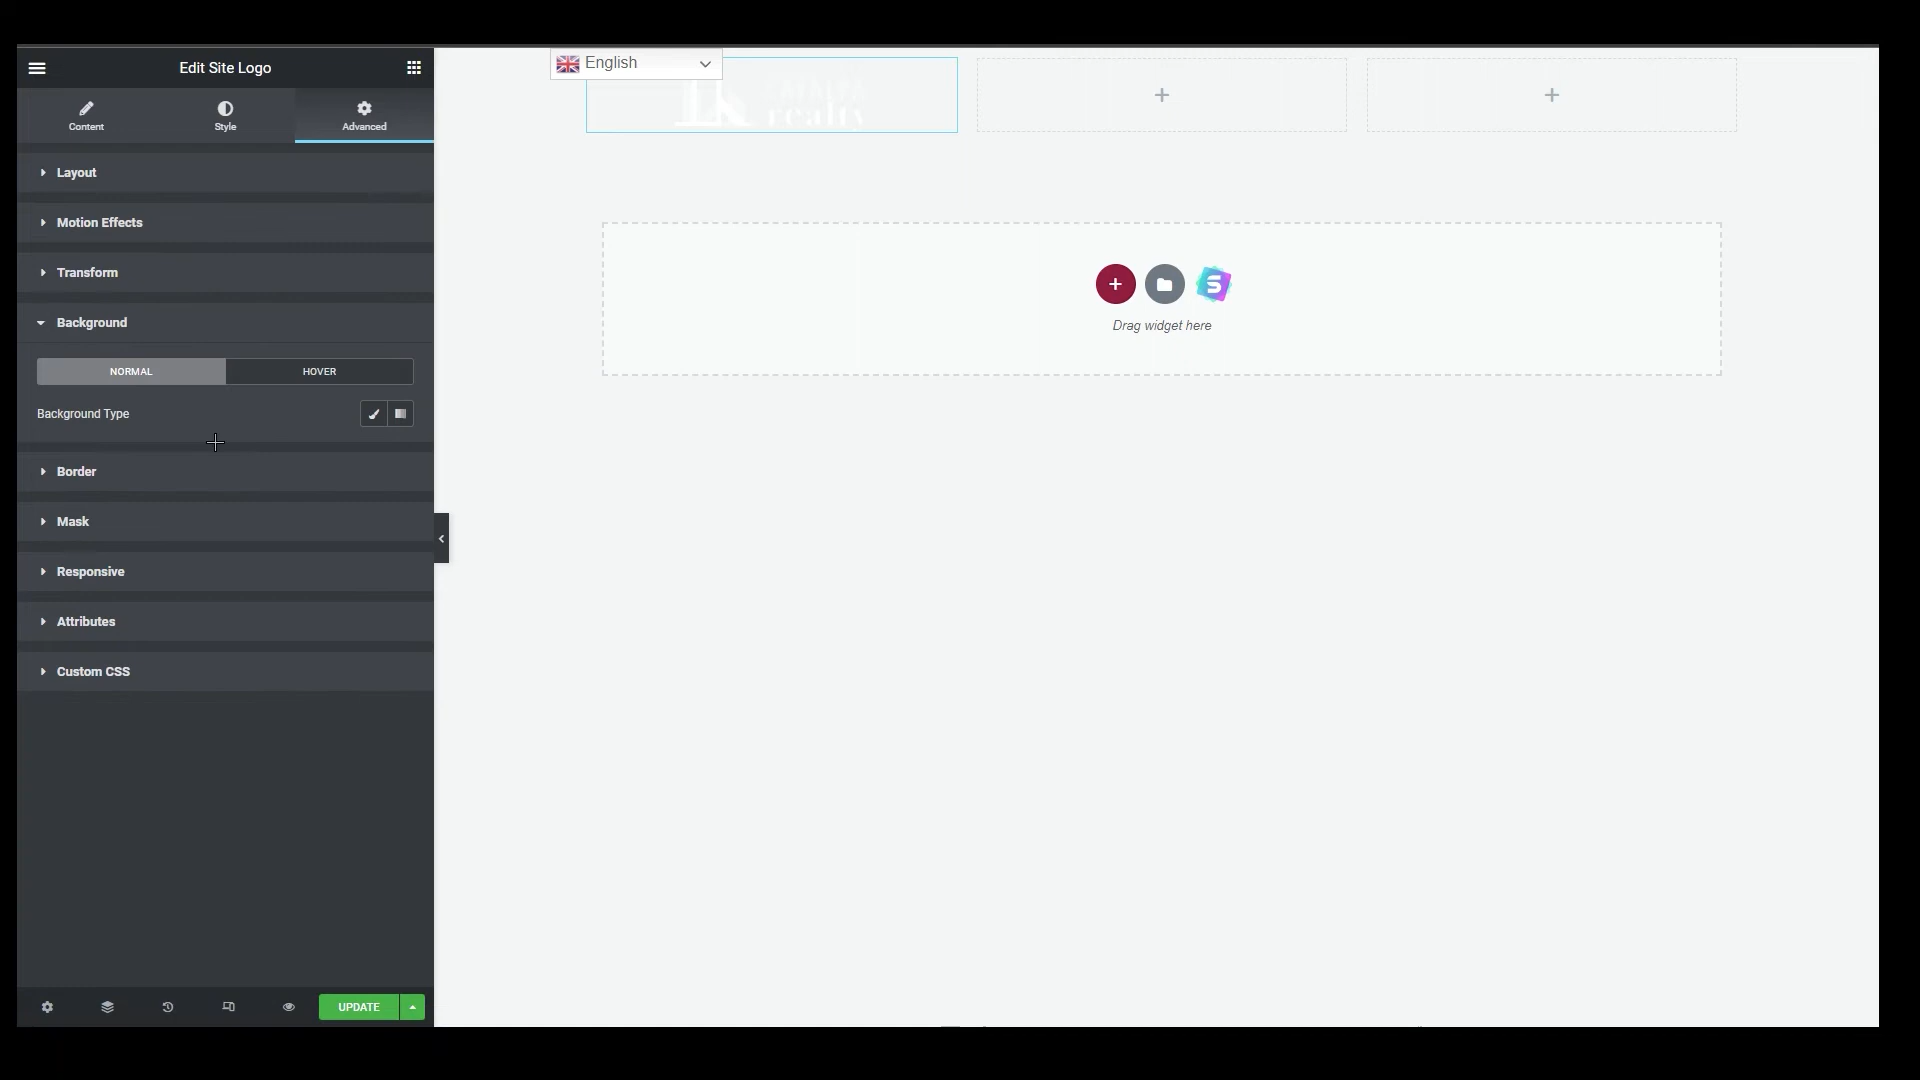 Edit Site Logo
English
Content
Style
Advanced
realty
Layout
Motion Effects
Transform
Background
NORMAL
HOVER
Background Type
Drag widget here
Border
Mask
Responsive
Attributes
Custom CSS
UPDATE